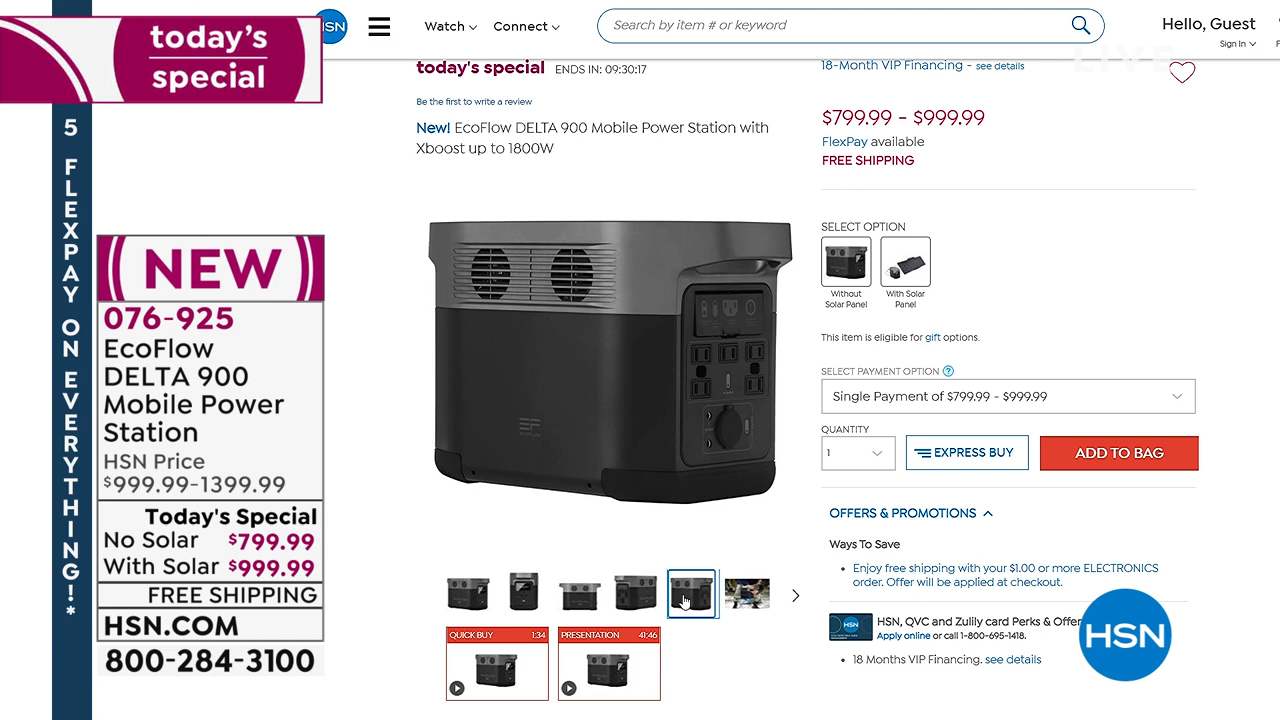 today's
special
5 FLEXPAY ON EVERYTHING!*
NEW
076-925
EcoFlow
DELTA 900
Mobile Power
Station
HSN Price
$999.99-1399.99
Today's Special
No Solar $799.99
With Solar $999.99
FREE SHIPPING
HSN.COM
800-284-3100
HSN
Watch
Connect
Search by item # or keyword
Hello, Guest
Sign In
LIVE
today's special ENDS IN: 09:30:17
Be the first to write a review
New! EcoFlow DELTA 900 Mobile Power Station with
Xboost up to 1800W
18-Month VIP Financing - see details
$799.99 - $999.99
FlexPay available
FREE SHIPPING
SELECT OPTION
Without
Solar Panel
With Solar
Panel
This item is eligible for gift options.
SELECT PAYMENT OPTION ?
Single Payment of $799.99 - $999.99
QUANTITY
1
EXPRESS BUY
ADD TO BAG
OFFERS & PROMOTIONS
Ways To Save
• Enjoy free shipping with your $1.00 or more ELECTRONICS
order. Offer will be applied at checkout.
HSN
HSN, QVC and Zulily card Perks & Offer
Apply online or call 1-800-695-1418.
• 18 Months VIP Financing. see details
QUICK BUY 1:34
PRESENTATION 41:46
HSN